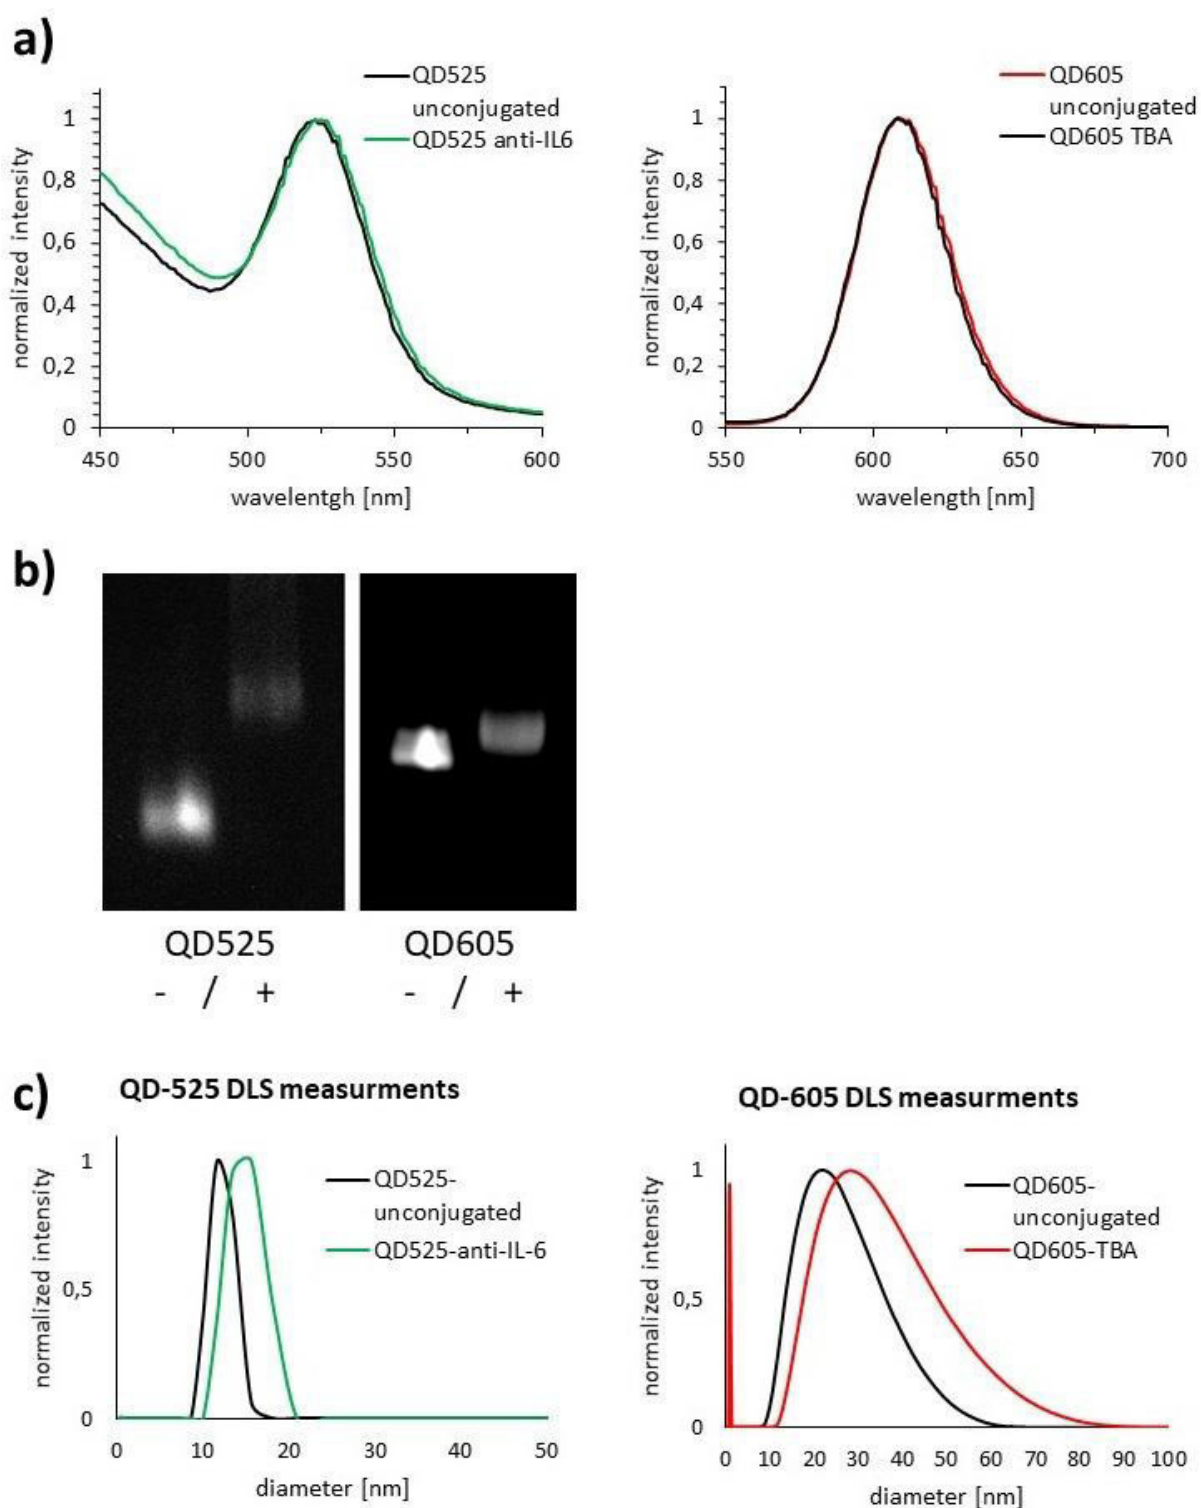 a)
QD525
unconjugated
QD525 anti-IL6
normalized intensity
1
0,8
0,6
0,4
0,2
0
450 500 550 600
wavelentgh [nm]
QD605
unconjugated
QD605 TBA
normalized intensity
1
0,8
0,6
0,4
0,2
0
550 600 650 700
wavelength [nm]
b)
QD525 QD605
- / + - / +
c)
QD-525 DLS measurments
QD525-
unconjugated
QD525-anti-IL-6
normalized intensity
1
0,5
0
0 10 20 30 40 50
diameter [nm]
QD-605 DLS measurments
QD605-
unconjugated
QD605-TBA
normalized intensity
1
0,5
0
0 10 20 30 40 50 60 70 80 90 100
diameter [nm]